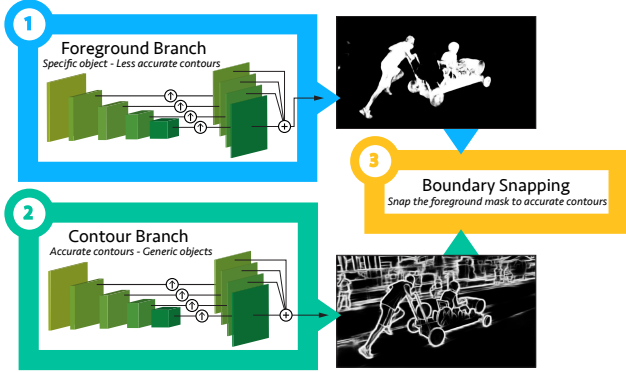 1
Foreground Branch
Specific object - Less accurate contours
2
Contour Branch
Accurate contours - Generic objects
3
Boundary Snapping
Snap the foreground mask to accurate contours